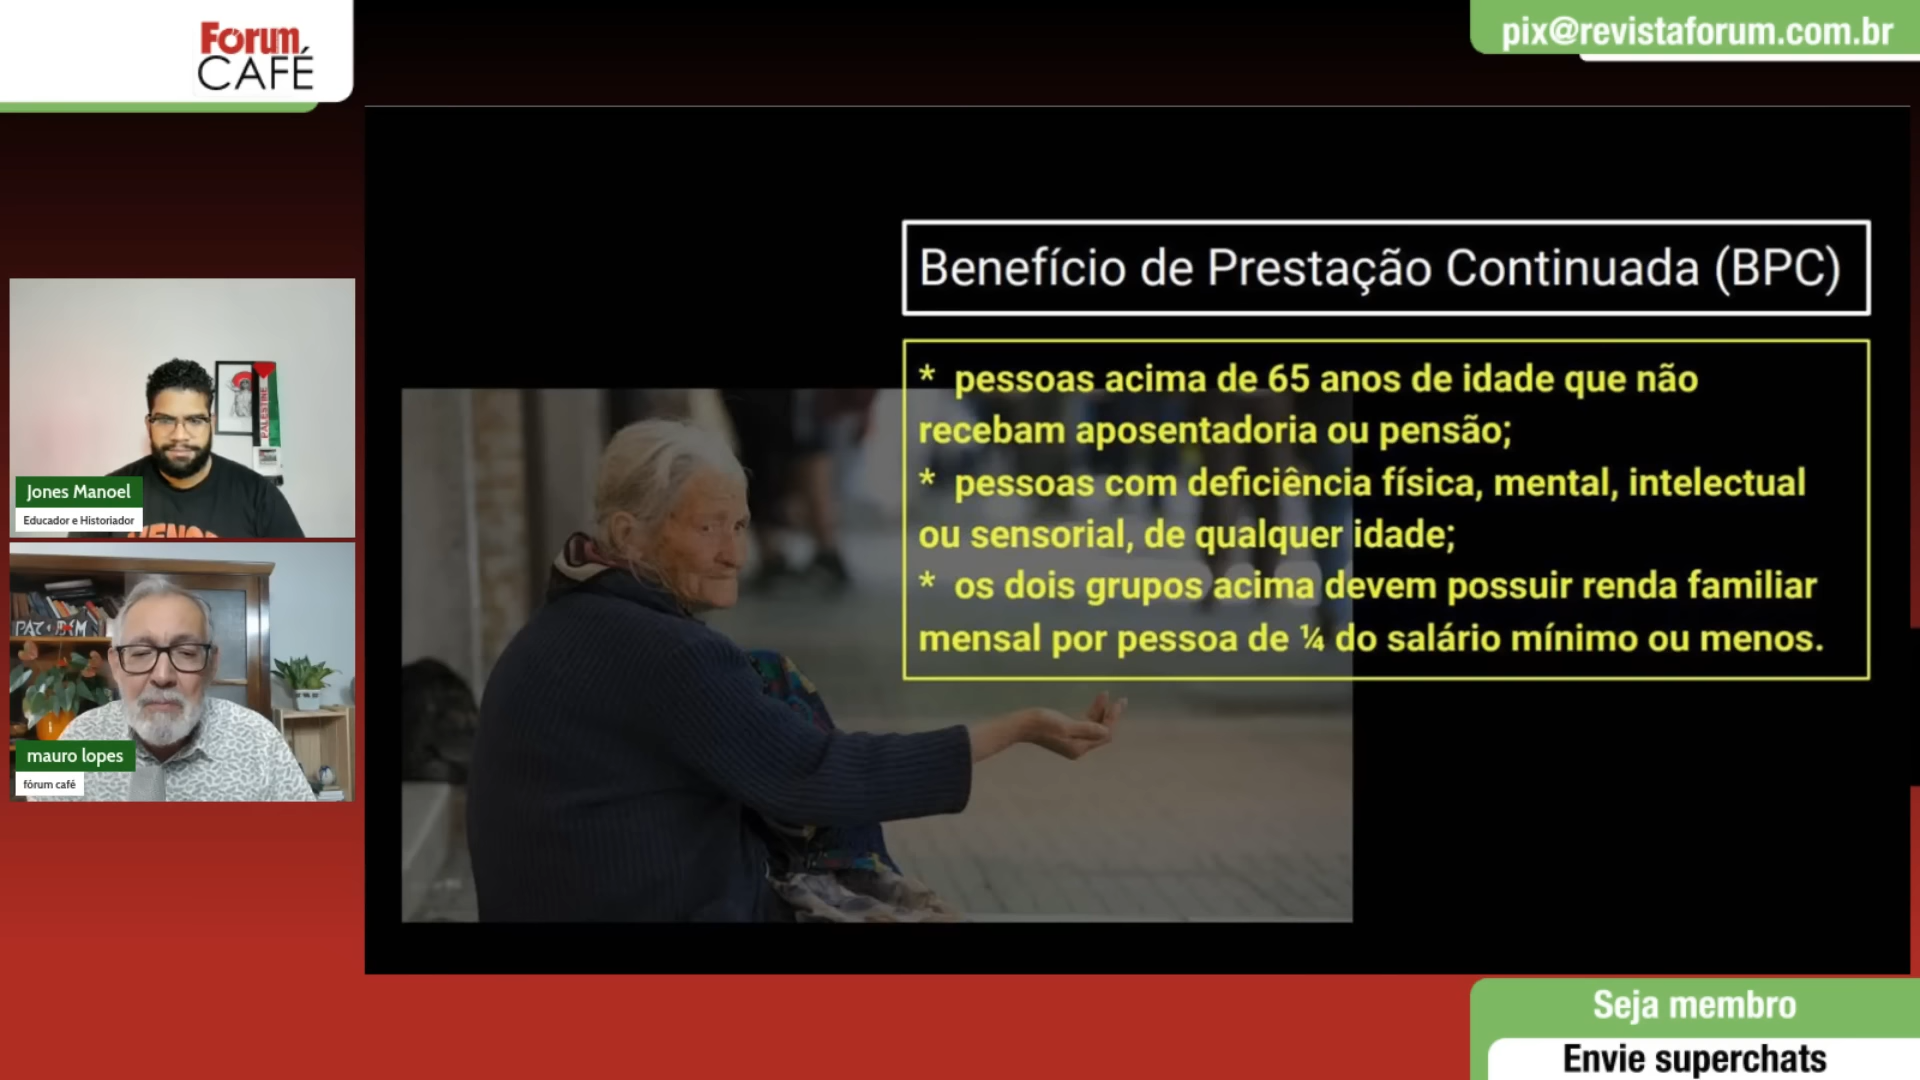 Forum
CAFÉ
pix@revistaforum.com.br
Benefício de Prestação Continuada (BPC)
* pessoas acima de 65 anos de idade que não
recebam aposentadoria ou pensão;
* pessoas com deficiência física, mental, intelectual
ou sensorial, de qualquer idade;
* os dois grupos acima devem possuir renda familiar
mensal por pessoa de ¼ do salário mínimo ou menos.
PALESTINE
Jones Manoel
Educador e Historiador
mauro lopes
fórum café
Seja membro
Envie superchats